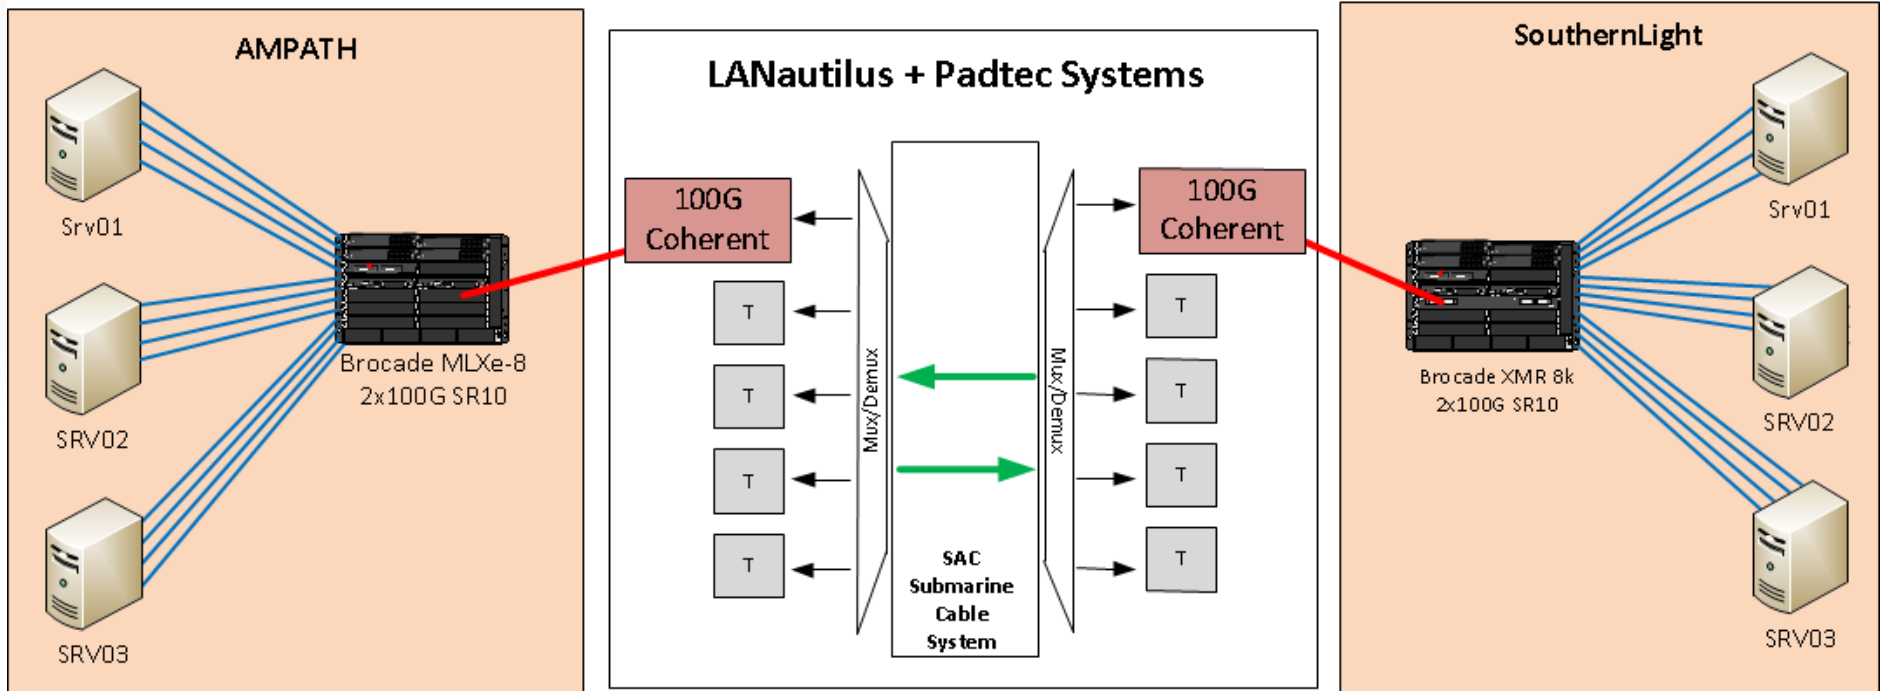 AMPATH
Srv01
SRV02
SRV03
Brocade MLXe-8
2x100G SR10
LANautilus + Padtec Systems
100G
Coherent
T
T
T
T
Mux/Demux
SAC
Submarine
Cable
System
Mux/Demux
100G
Coherent
T
T
T
T
SouthernLight
Brocade XMR 8k
2x100G SR10
Srv01
SRV02
SRV03